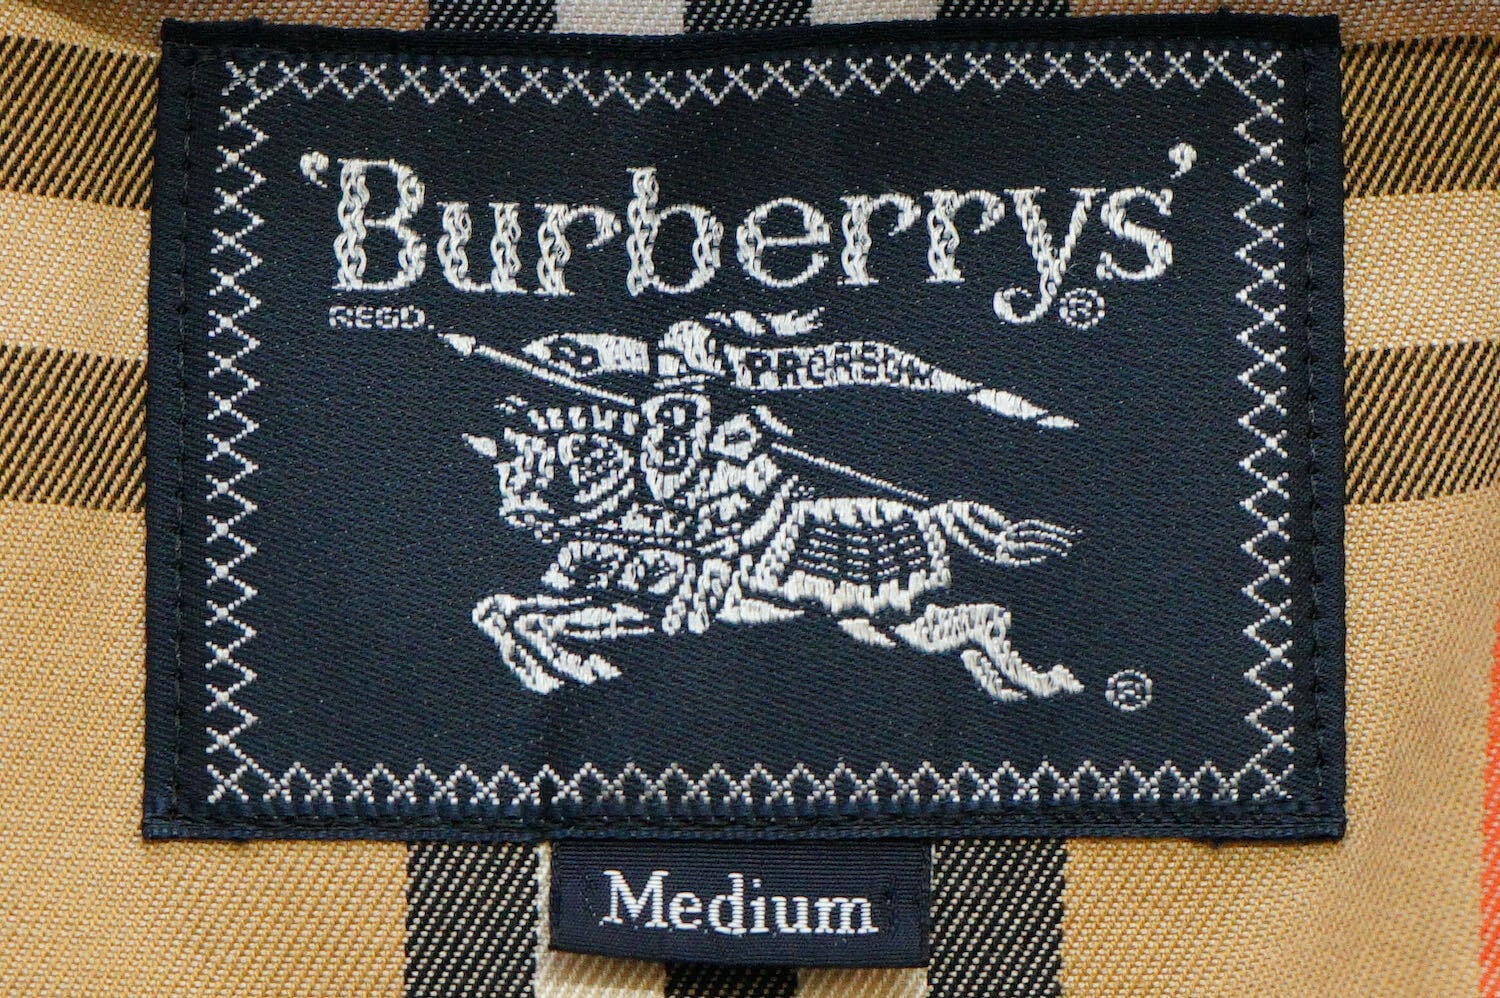 'Burberrys'®
REGD.
PRORSUM
®
Medium